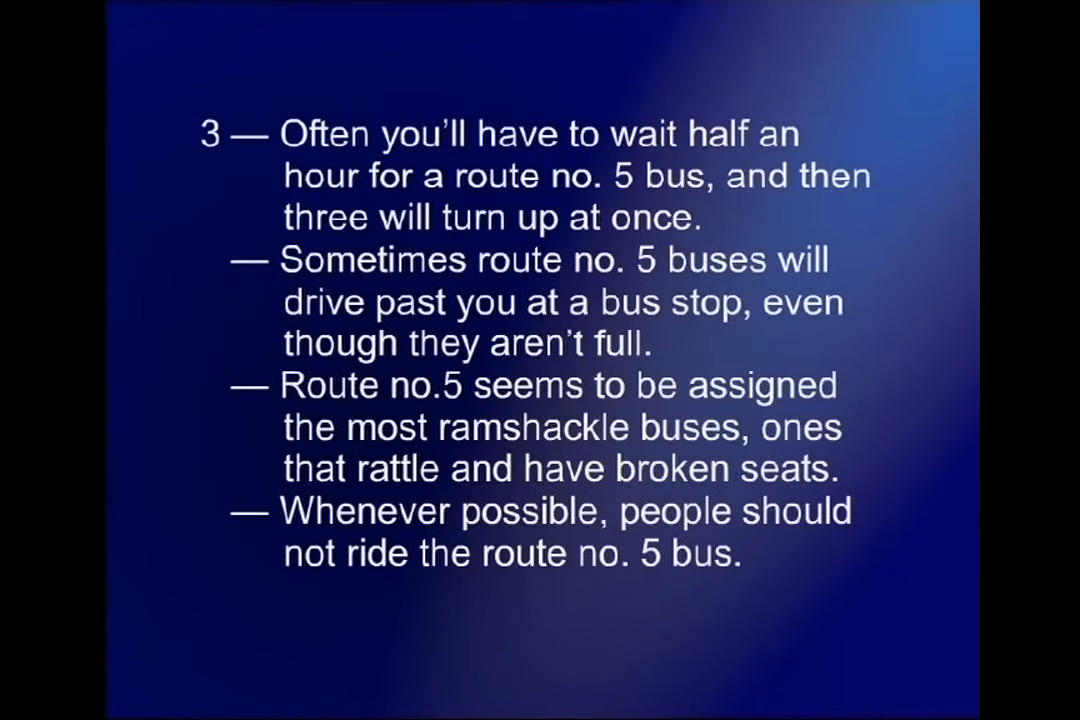 3 — Often you'll have to wait half an
hour for a route no. 5 bus, and then
three will turn up at once.
— Sometimes route no. 5 buses will
drive past you at a bus stop, even
though they aren't full.
— Route no.5 seems to be assigned
the most ramshackle buses, ones
that rattle and have broken seats.
— Whenever possible, people should
not ride the route no. 5 bus.